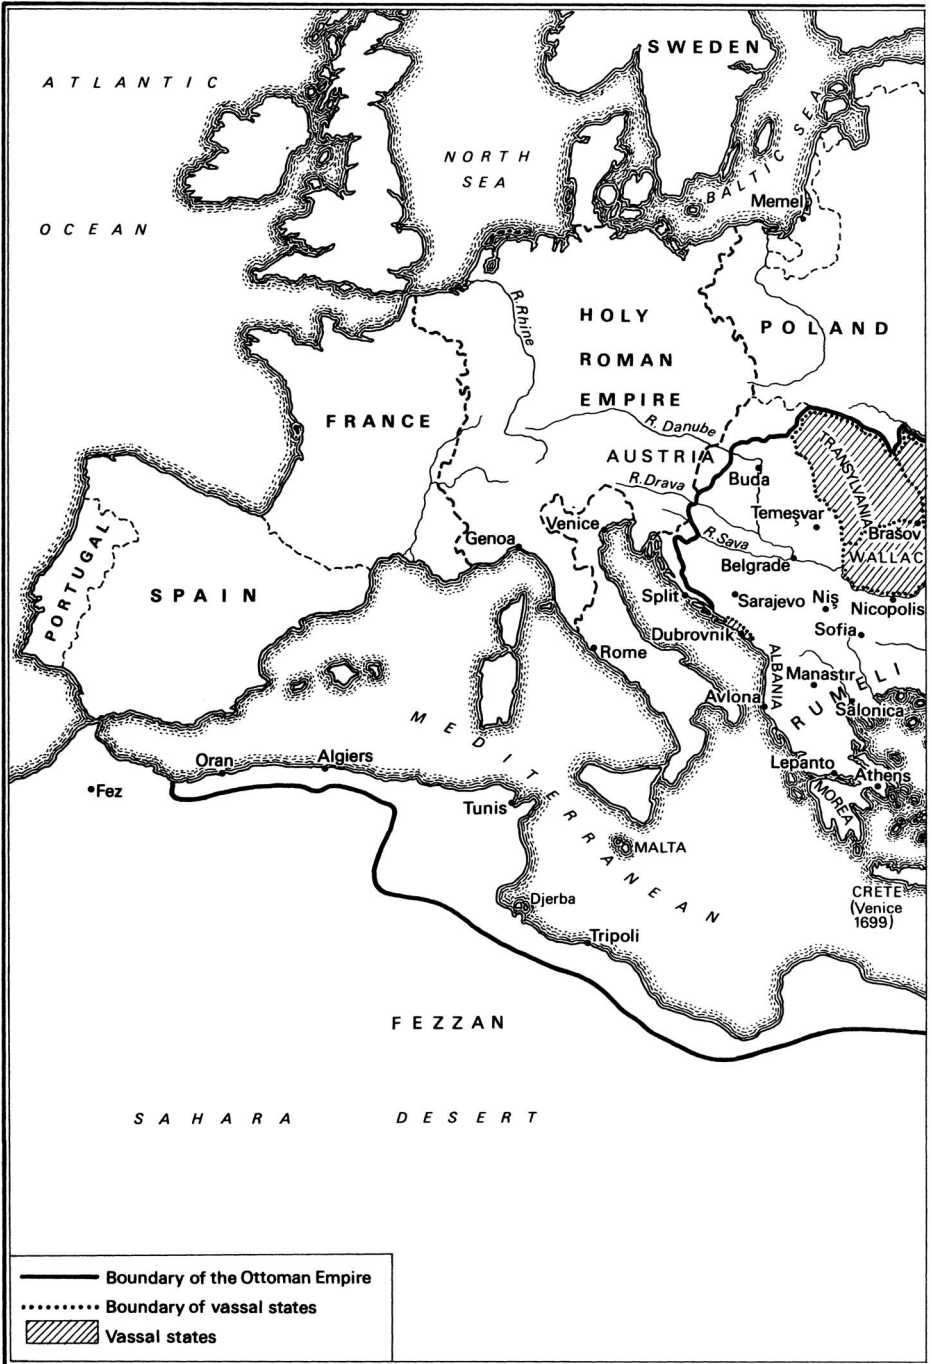 SWEDEN
ATLANTIC
OCEAN
NORTH
SEA
BALTIC SEA
Memel
R. Rhine
HOLY
ROMAN
EMPIRE
POLAND
FRANCE
R. Danube
AUSTRIA
R. Drava
Buda
TRANSYLVANIA
Temeşvar
Brašov
R. Sava
WALLAC
Belgrade
Venice
Genoa
PORTUGAL
SPAIN
Split
Sarajevo
Niş
Nicopolis
Dubrovnik
Sofia
Rome
ALBANIA
Manastır
RUMELI
Avlona
Salonica
MEDITERRANEAN
Oran
Algiers
Lepanto
Athens
MOREA
Fez
Tunis
MALTA
Djerba
CRETE
(Venice
1699)
Tripoli
FEZZAN
SAHARA DESERT
Boundary of the Ottoman Empire
Boundary of vassal states
Vassal states